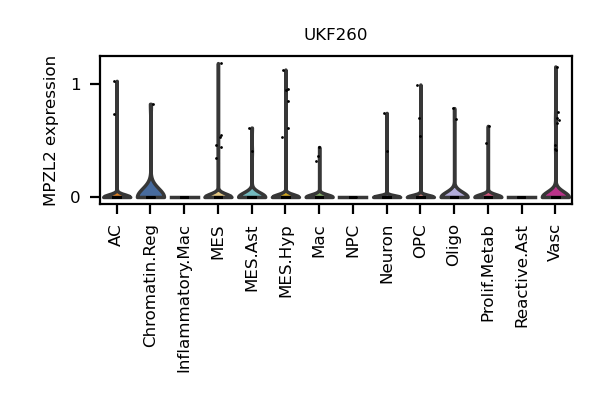 UKF260
MPZL2 expression
1
0
AC
Chromatin.Reg
Inflammatory.Mac
MES
MES.Ast
MES.Hyp
Mac
NPC
Neuron
OPC
Oligo
Prolif.Metab
Reactive.Ast
Vasc